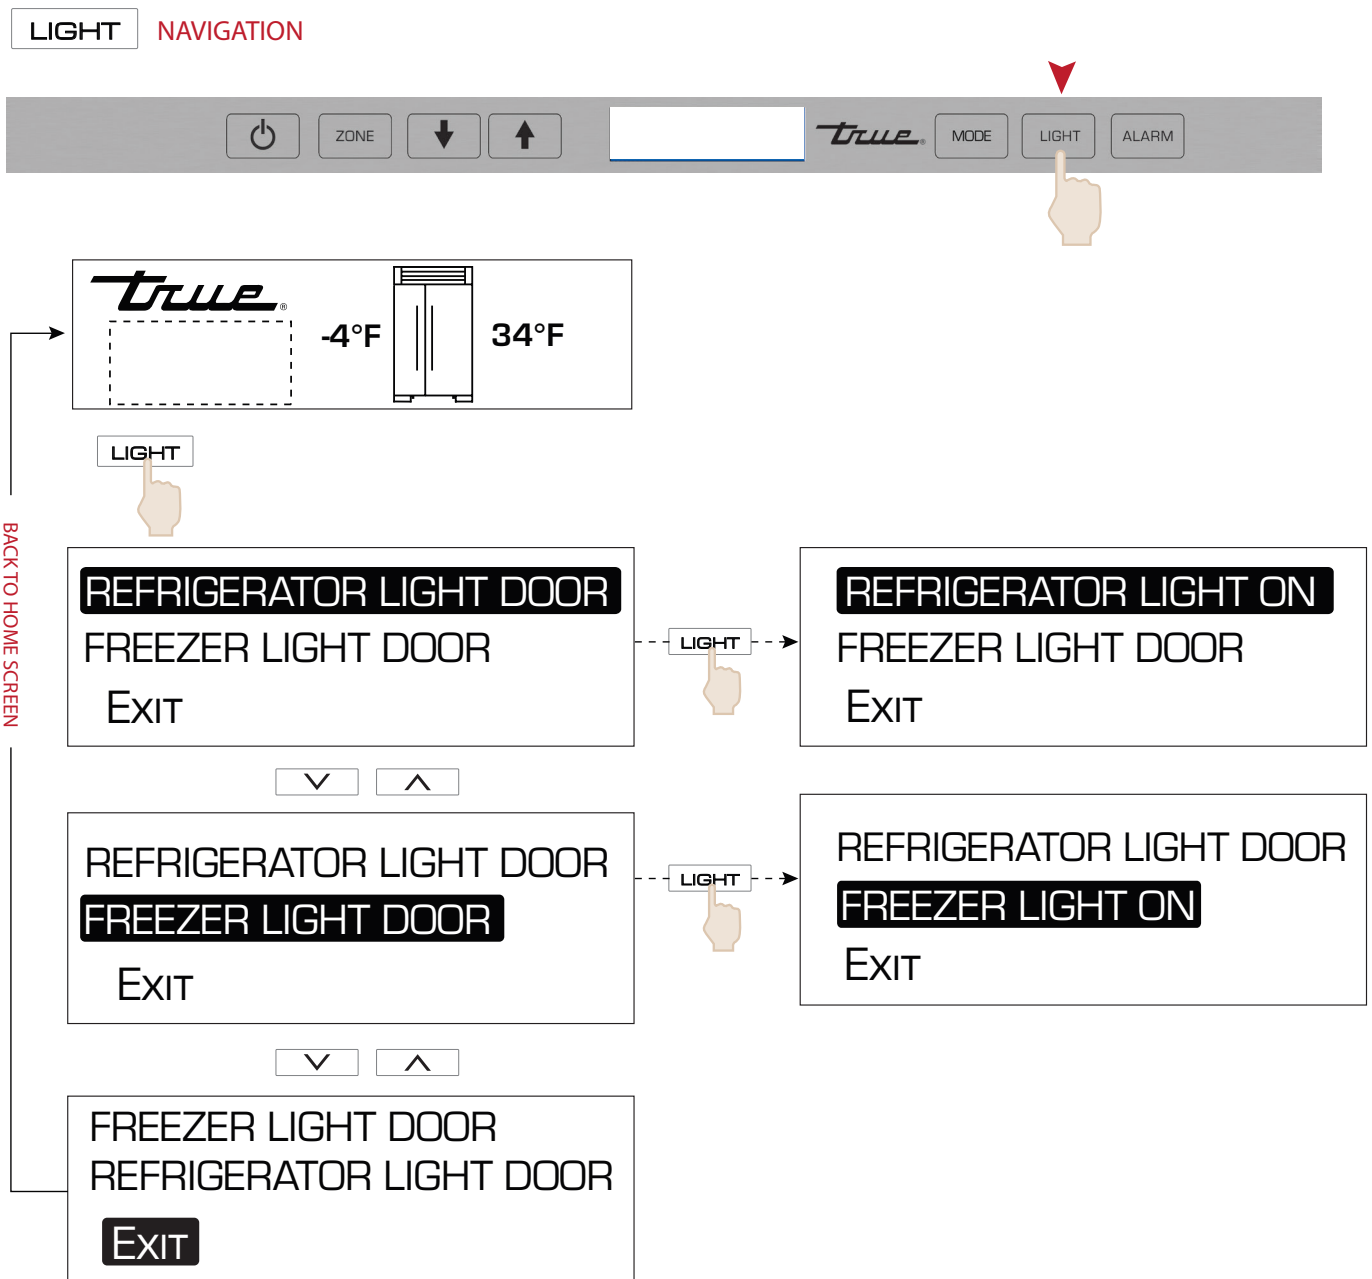 LIGHT NAVIGATION
ZONE true® MODE LIGHT ALARM
true®
-4°F 34°F
LIGHT
BACK TO HOME SCREEN
REFRIGERATOR LIGHT DOOR
FREEZER LIGHT DOOR
EXIT
LIGHT
REFRIGERATOR LIGHT ON
FREEZER LIGHT DOOR
EXIT
REFRIGERATOR LIGHT DOOR
FREEZER LIGHT DOOR
EXIT
LIGHT
REFRIGERATOR LIGHT DOOR
FREEZER LIGHT ON
EXIT
FREEZER LIGHT DOOR
REFRIGERATOR LIGHT DOOR
EXIT